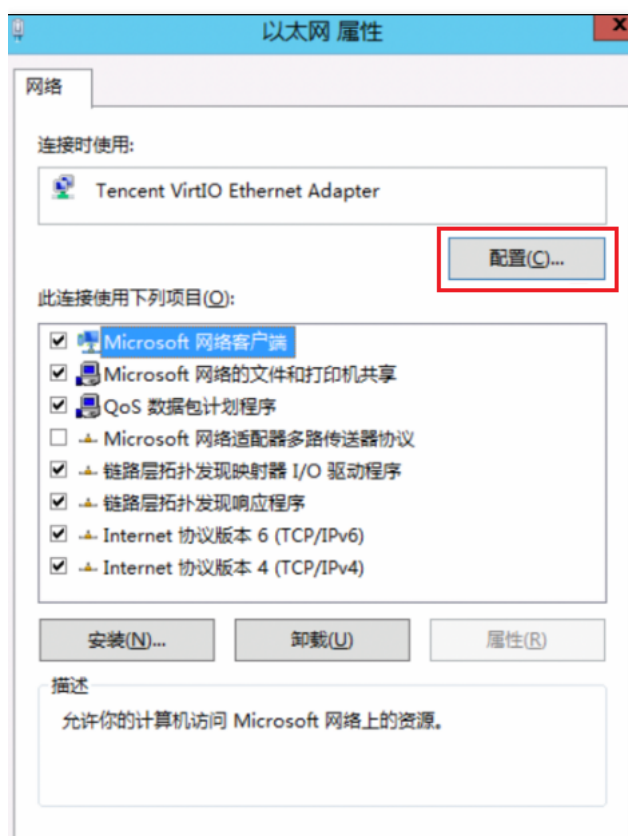 以太网 属性
x
网络
连接时使用:
Tencent VirtIO Ethernet Adapter
配置(C)...
此连接使用下列项目(O):
Microsoft 网络客户端
Microsoft 网络的文件和打印机共享
QoS 数据包计划程序
Microsoft 网络适配器多路传送器协议
链路层拓扑发现映射器 I/O 驱动程序
链路层拓扑发现响应程序
Internet 协议版本 6 (TCP/IPv6)
Internet 协议版本 4 (TCP/IPv4)
安装(N)...
卸载(U)
属性(R)
描述
允许你的计算机访问 Microsoft 网络上的资源。